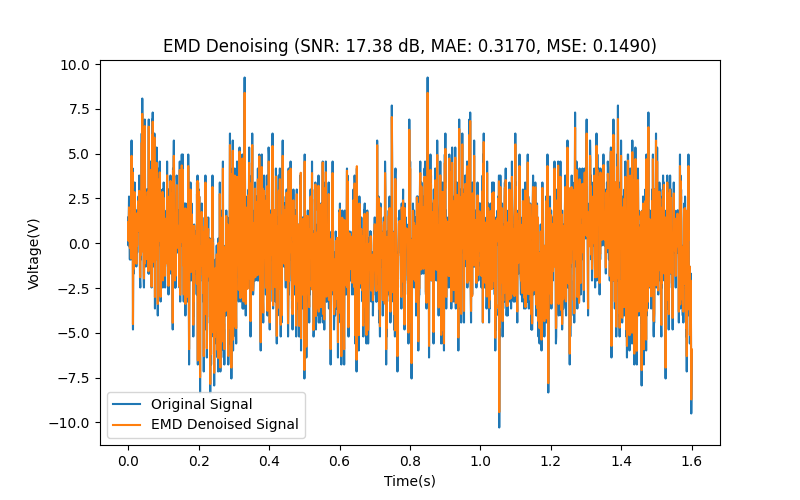 EMD Denoising (SNR: 17.38 dB, MAE: 0.3170, MSE: 0.1490)
10.0
7.5
5.0
2.5
0.0
−2.5
−5.0
−7.5
−10.0
Voltage(V)
Original Signal
EMD Denoised Signal
0.0 0.2 0.4 0.6 0.8 1.0 1.2 1.4 1.6
Time(s)